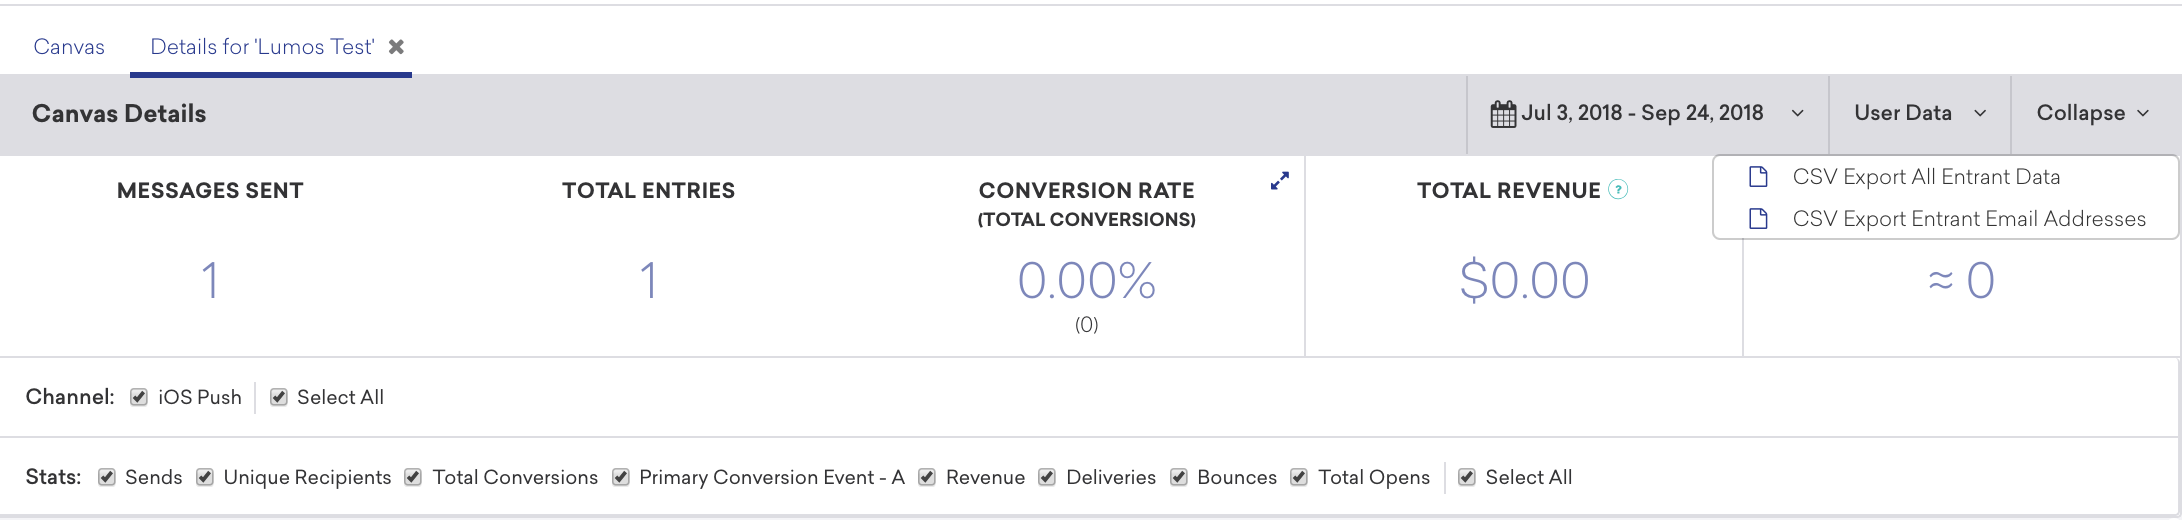 Canvas
Details for 'Lumos Test' ✖
Canvas Details
Jul 3, 2018 - Sep 24, 2018
User Data
Collapse
CSV Export All Entrant Data
CSV Export Entrant Email Addresses
MESSAGES SENT
1
TOTAL ENTRIES
1
CONVERSION RATE
(TOTAL CONVERSIONS)
0.00%
(0)
TOTAL REVENUE ?
$0.00
≈ 0
Channel: iOS Push Select All
Stats: Sends Unique Recipients Total Conversions Primary Conversion Event - A Revenue Deliveries Bounces Total Opens Select All